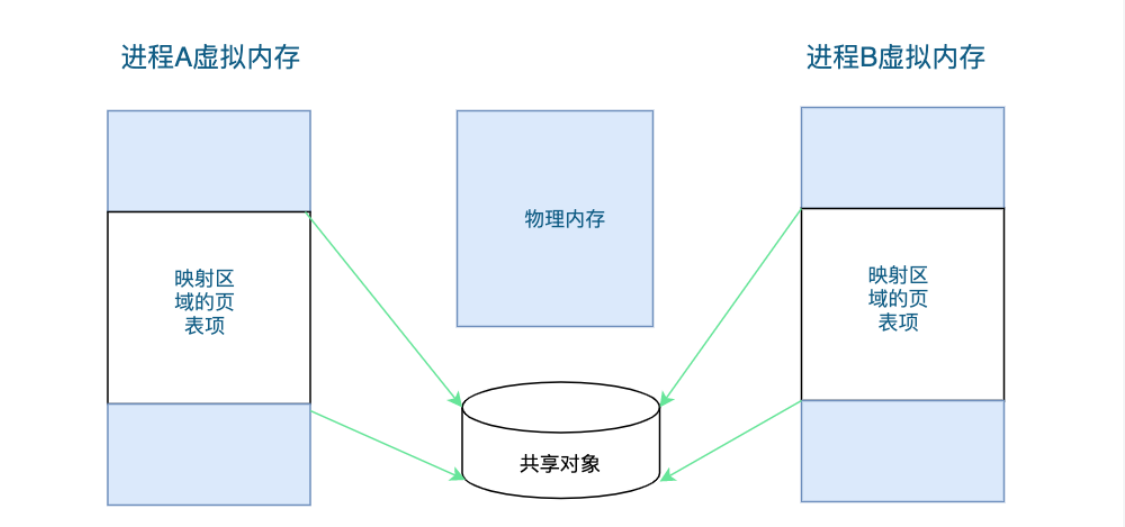 进程A虚拟内存
进程B虚拟内存
物理内存
映射区
域的页
表项
映射区
域的页
表项
共享对象